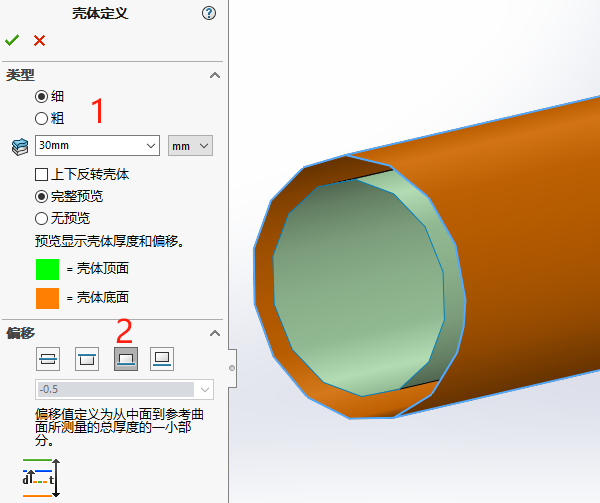 壳体定义
?
类型
细
1
粗
30mm
mm
上下反转壳体
完整预览
无预览
预览显示壳体厚度和偏移。
= 壳体顶面
= 壳体底面
偏移
2
-0.5
偏移值定义为从中面到参考曲
面所测量的总厚度的一小部
分。
d
t